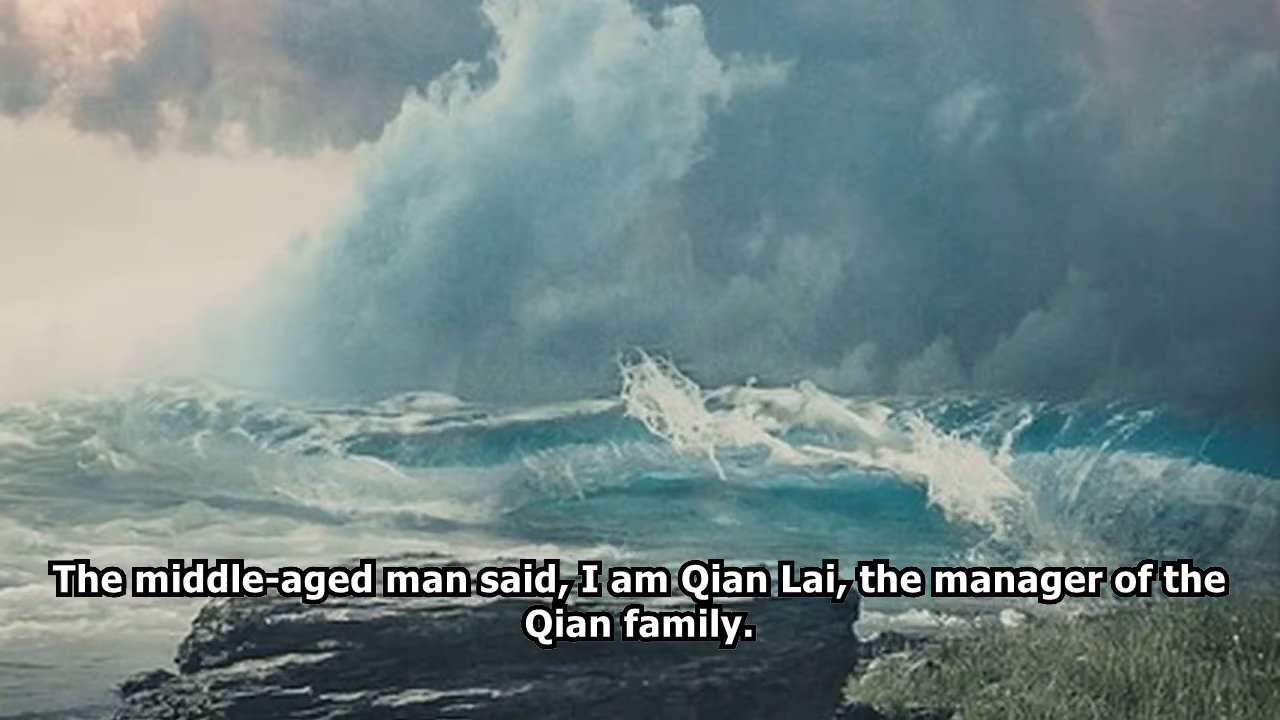 The middle-aged man said, I am Qian Lai, the manager of the
Qian family.